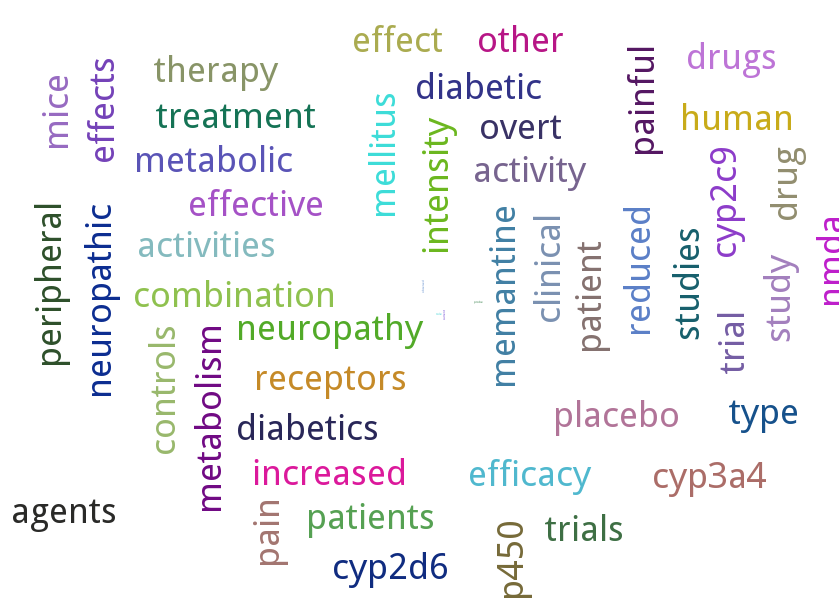 effect
other
therapy
drugs
mice
effects
diabetic
painful
treatment
mellitus
human
overt
intensity
metabolic
activity
cyp2c9
drug
effective
peripheral
neuropathic
activities
memantine
clinical
reduced
studies
patient
study
nmda
combination
neuropathy
controls
metabolism
trial
receptors
placebo
type
diabetics
increased
efficacy
cyp3a4
agents
pain
patients
p450
trials
cyp2d6